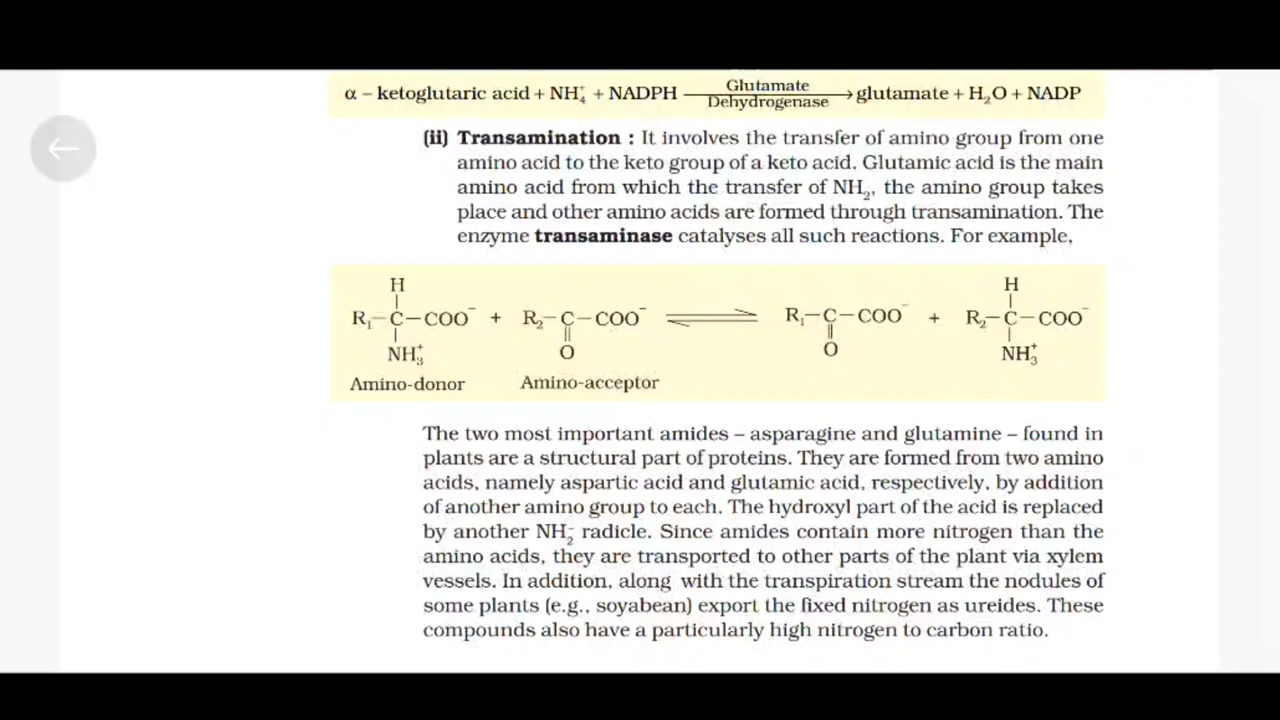 α – ketoglutaric acid + NH₄⁺ + NADPH Glutamate Dehydrogenase → glutamate + H₂O + NADP
(ii) Transamination : It involves the transfer of amino group from one
amino acid to the keto group of a keto acid. Glutamic acid is the main
amino acid from which the transfer of NH₂, the amino group takes
place and other amino acids are formed through transamination. The
enzyme transaminase catalyses all such reactions. For example,
H H
R₁–C–COO⁻ + R₂–C–COO⁻ ⇌ R₁–C–COO⁻ + R₂–C–COO⁻
NH₃⁺ O O NH₃⁺
Amino-donor Amino-acceptor
The two most important amides – asparagine and glutamine – found in
plants are a structural part of proteins. They are formed from two amino
acids, namely aspartic acid and glutamic acid, respectively, by addition
of another amino group to each. The hydroxyl part of the acid is replaced
by another NH₂⁻ radicle. Since amides contain more nitrogen than the
amino acids, they are transported to other parts of the plant via xylem
vessels. In addition, along with the transpiration stream the nodules of
some plants (e.g., soyabean) export the fixed nitrogen as ureides. These
compounds also have a particularly high nitrogen to carbon ratio.